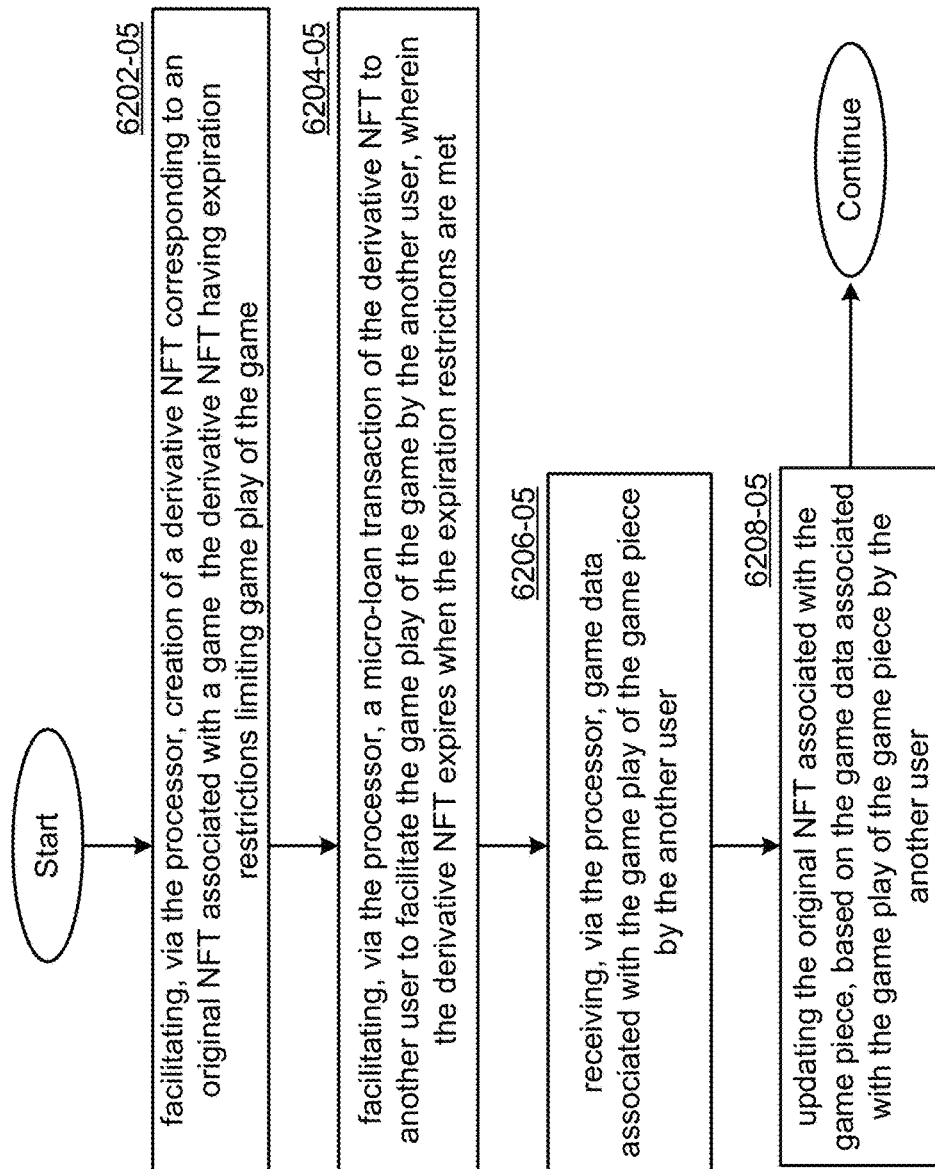 Start
6202-05
facilitating, via the processor, creation of a derivative NFT corresponding to an
original NFT associated with a game the derivative NFT having expiration
restrictions limiting game play of the game
6204-05
facilitating, via the processor, a micro-loan transaction of the derivative NFT to
another user to facilitate the game play of the game by the another user, wherein
the derivative NFT expires when the expiration restrictions are met
6206-05
receiving, via the processor, game data
associated with the game play of the game piece
by the another user
6208-05
updating the original NFT associated with the
game piece, based on the game data associated
with the game play of the game piece by the
another user
Continue